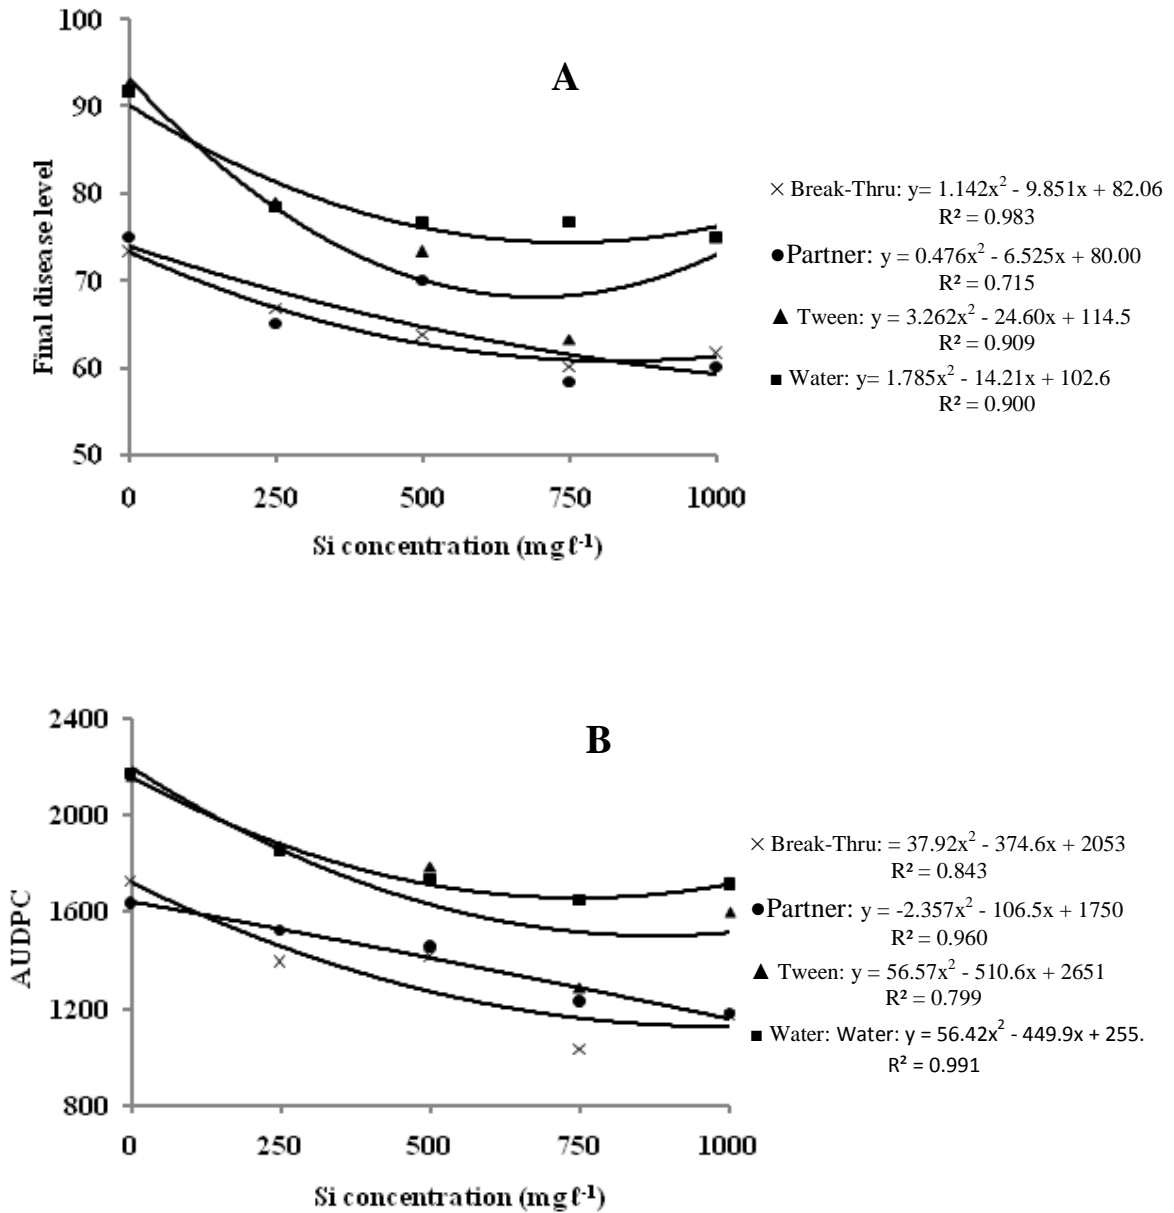 100
90
80
70
60
50
Final disease level
A
0 250 500 750 1000
Si concentration (mg ℓ⁻¹)
× Break-Thru: y= 1.142x² - 9.851x + 82.06
R² = 0.983
●Partner: y = 0.476x² - 6.525x + 80.00
R² = 0.715
▲ Tween: y = 3.262x² - 24.60x + 114.5
R² = 0.909
■ Water: y= 1.785x² - 14.21x + 102.6
R² = 0.900
2400
2000
1600
1200
800
AUDPC
B
0 250 500 750 1000
Si concentration (mg ℓ⁻¹)
× Break-Thru: = 37.92x² - 374.6x + 2053
R² = 0.843
●Partner: y = -2.357x² - 106.5x + 1750
R² = 0.960
▲ Tween: y = 56.57x² - 510.6x + 2651
R² = 0.799
■ Water: Water: y = 56.42x² - 449.9x + 255.
R² = 0.991